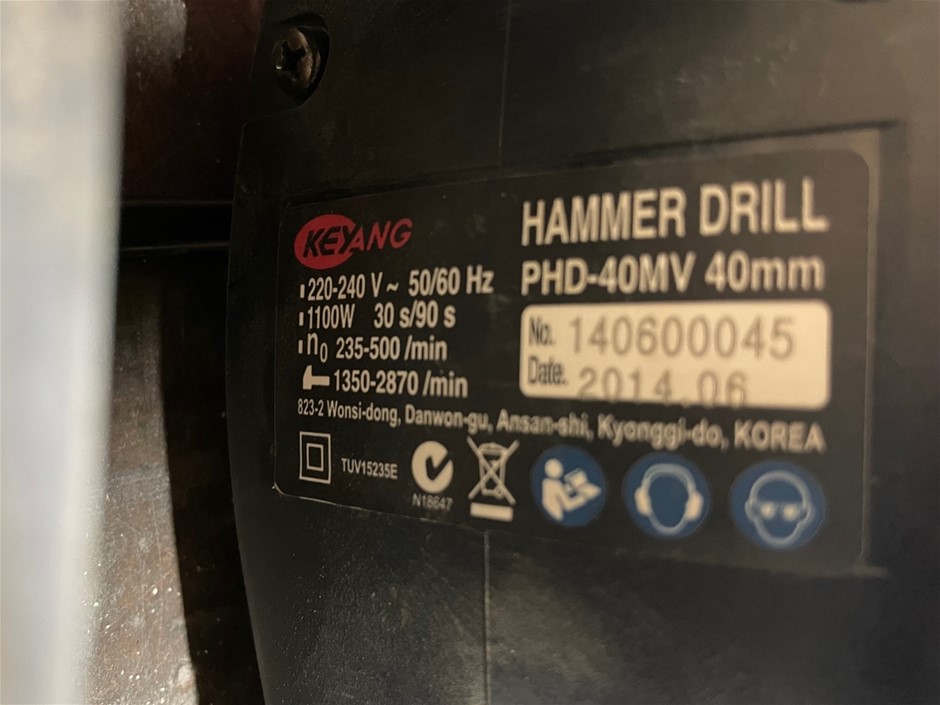 KEYANG
220-240 V ~ 50/60 Hz
1100W 30 s/90 s
n0 235-500 /min
1350-2870 /min
HAMMER DRILL
PHD-40MV 40mm
No. 140600045
Date. 2014.06
823-2 Wonsi-dong, Danwon-gu, Ansan-shi, Kyonggi-do, KOREA
TUV15235E
N18647